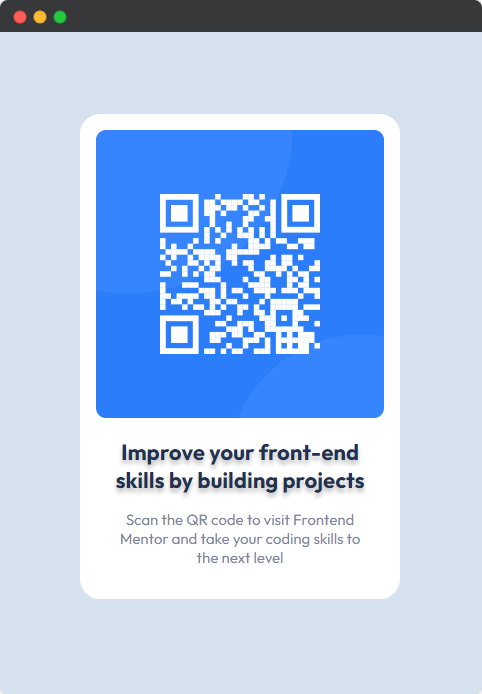 Improve your front-end
skills by building projects
Scan the QR code to visit Frontend
Mentor and take your coding skills to
the next level